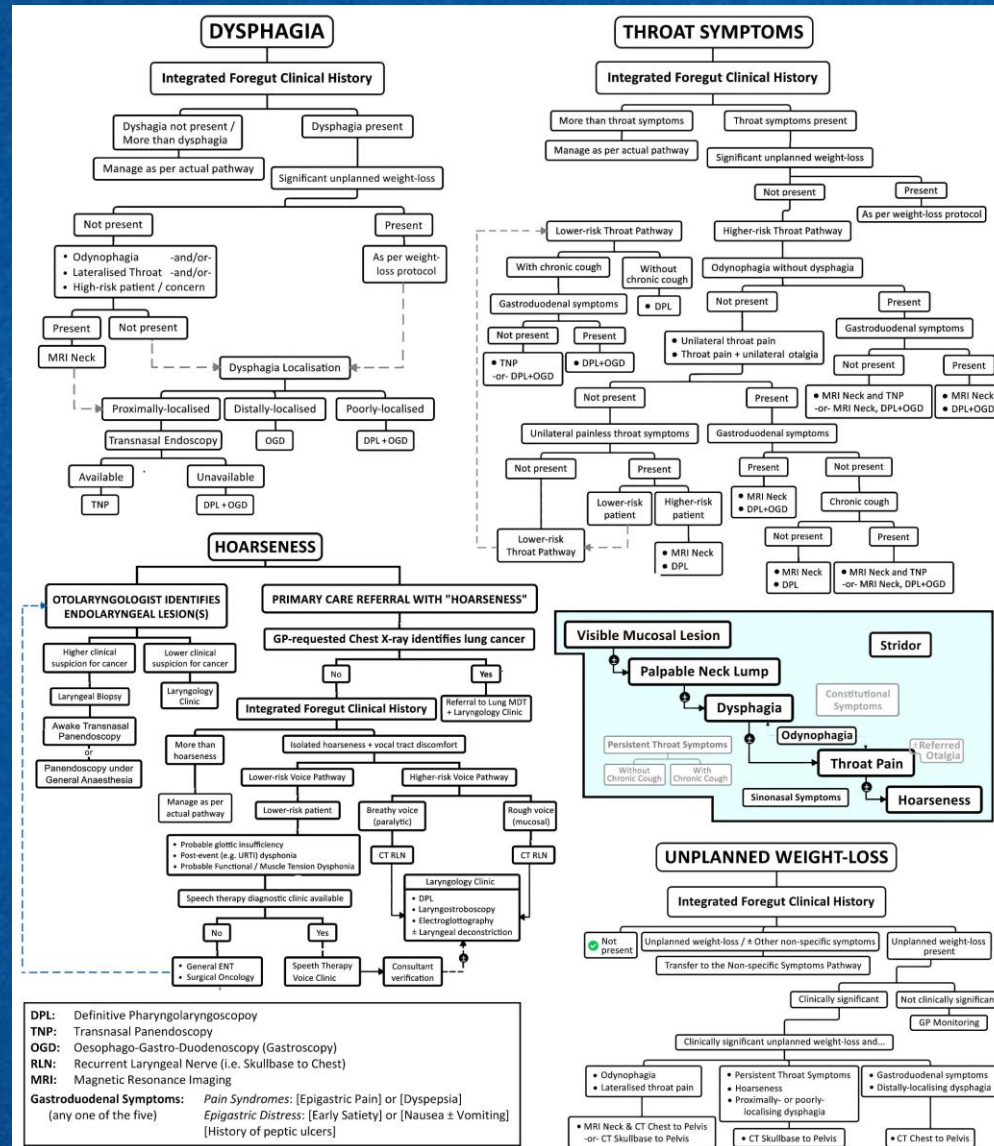 DYSPHAGIA
Integrated Foregut Clinical History
Dyshagia not present /
More than dysphagia
Dysphagia present
Manage as per actual pathway
Significant unplanned weight-loss
Not present
Present
• Odynophagia -and/or-
• Lateralised Throat -and/or-
• High-risk patient / concern
As per weight-
loss protocol
Present
Not present
MRI Neck
Dysphagia Localisation
Proximally-localised
Distally-localised
Poorly-localised
Transnasal Endoscopy
OGD
DPL + OGD
Available
Unavailable
TNP
DPL + OGD
THROAT SYMPTOMS
Integrated Foregut Clinical History
More than throat symptoms
Throat symptoms present
Manage as per actual pathway
Significant unplanned weight-loss
Not present
Present
As per weight-loss protocol
Lower-risk Throat Pathway
Higher-risk Throat Pathway
With chronic cough
Without
chronic cough
Odynophagia without dysphagia
Gastroduodenal symptoms
• DPL
Not present
Present
Not present
Present
• Unilateral throat pain
• Throat pain + unilateral otalgia
Gastroduodenal symptoms
• TNP
-or- DPL+OGD
• DPL+OGD
Not present
Present
Not present
Present
• MRI Neck and TNP
-or- MRI Neck, DPL+OGD
• MRI Neck
• DPL+OGD
Unilateral painless throat symptoms
Gastroduodenal symptoms
Not present
Present
Present
Not present
Lower-risk
patient
Higher-risk
patient
• MRI Neck
• DPL+OGD
Chronic cough
Lower-risk
Throat Pathway
• MRI Neck
• DPL
Not present
Present
• MRI Neck
• DPL
• MRI Neck and TNP
-or- MRI Neck, DPL+OGD
HOARSENESS
OTOLARYNGOLOGIST IDENTIFIES
ENDOLARYNGEAL LESION(S)
PRIMARY CARE REFERRAL WITH "HOARSENESS"
Higher clinical
suspicion for cancer
Lower clinical
suspicion for cancer
GP-requested Chest X-ray identifies lung cancer
Laryngeal Biopsy
Laryngology
Clinic
No
Yes
Awake Transnasal
Panendoscopy
or
Panendoscopy under
General Anaesthesia
Integrated Foregut Clinical History
Referral to Lung MDT
+ Laryngology Clinic
More than
hoarseness
Isolated hoarseness + vocal tract discomfort
Manage as per
actual pathway
Lower-risk Voice Pathway
Higher-risk Voice Pathway
Lower-risk patient
Breathy voice
(paralytic)
Rough voice
(mucosal)
• Probable glottic insufficiency
• Post-event (e.g. URTI) dysphonia
• Probable Functional / Muscle Tension Dysphonia
CT RLN
CT RLN
Speech therapy diagnostic clinic available
Laryngology Clinic
• DPL
• Laryngostroboscopy
• Electroglottography
± Laryngeal deconstriction
No
Yes
• General ENT
• Surgical Oncology
Speeth Therapy
Voice Clinic
Consultant
verification
±
Visible Mucosal Lesion
Stridor
±
Palpable Neck Lump
±
Dysphagia
Constitutional
Symptoms
±
Odynophagia
Persistent Throat Symptoms
Without
Chronic Cough
With
Chronic Cough
Throat Pain
±Referred
Otalgia
±
Sinonasal Symptoms
Hoarseness
UNPLANNED WEIGHT-LOSS
Integrated Foregut Clinical History
Not
present
Unplanned weight-loss / ± Other non-specific symptoms
Unplanned weight-loss
present
Transfer to the Non-specific Symptoms Pathway
Clinically significant
Not clinically significant
GP Monitoring
Clinically significant unplanned weight-loss and...
• Odynophagia
• Lateralised throat pain
• Persistent Throat Symptoms
• Hoarseness
• Proximally- or poorly-
localising dysphagia
• Gastroduodenal symptoms
• Distally-localising dysphagia
• MRI Neck & CT Chest to Pelvis
-or- CT Skullbase to Pelvis
• CT Skullbase to Pelvis
• CT Chest to Pelvis
DPL: Definitive Pharyngolaryngoscopoy
TNP: Transnasal Panendoscopy
OGD: Oesophago-Gastro-Duodenoscopy (Gastroscopy)
RLN: Recurrent Laryngeal Nerve (i.e. Skullbase to Chest)
MRI: Magnetic Resonance Imaging
Gastroduodenal Symptoms: Pain Syndromes: [Epigastric Pain] or [Dyspepsia]
(any one of the five) Epigastric Distress: [Early Satiety] or [Nausea ± Vomiting]
[History of peptic ulcers]